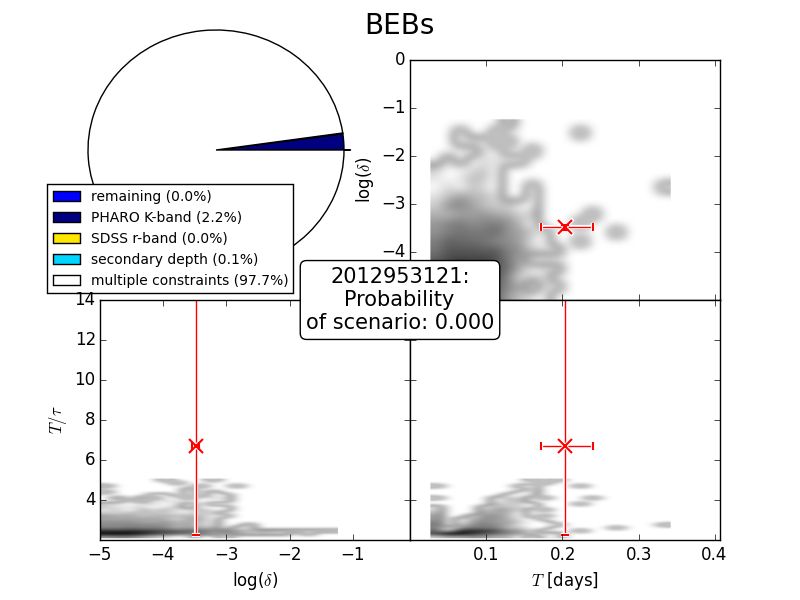 BEBs
remaining (0.0%)
PHARO K-band (2.2%)
SDSS r-band (0.0%)
secondary depth (0.1%)
multiple constraints (97.7%)
0
−1
−2
−3
−4
log(δ)
2012953121:
Probability
of scenario: 0.000
14
12
10
8
6
4
T/τ
−5 −4 −3 −2 −1
log(δ)
0.1 0.2 0.3 0.4
T [days]